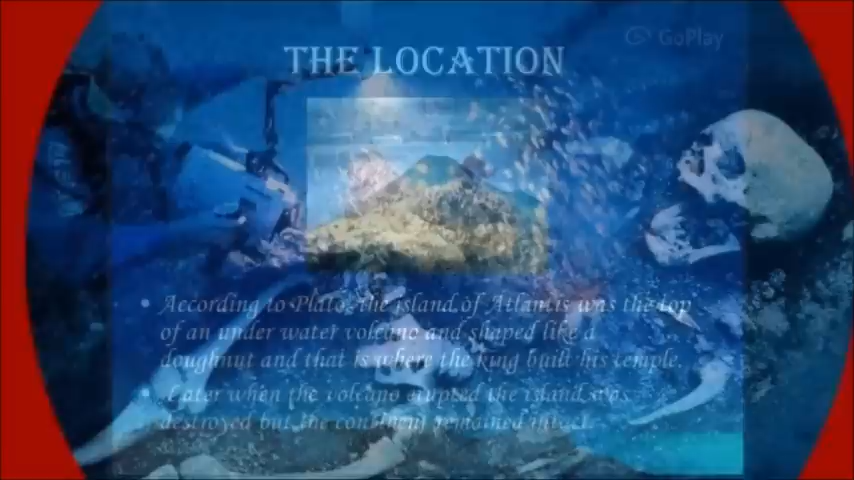 GoPlay
THE LOCATION
• According to Plato, the island of Atlantis was the top
of an under water volcano and shaped like a
doughnut and that is where the king built his temple.
• Later when the volcano erupted the island was
destroyed but the continent remained intact.